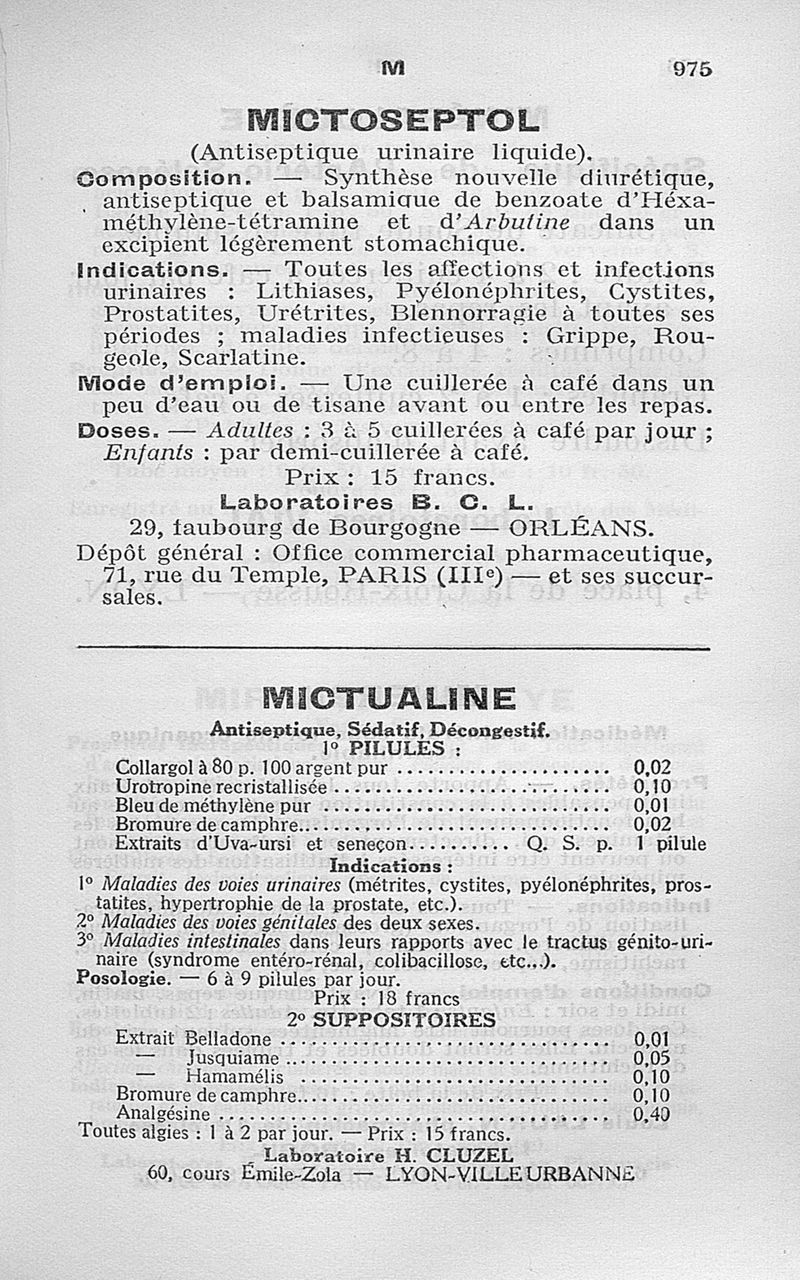 M 975
MICTOSEPTOL
(Antiseptique urinaire liquide).
Composition. — Synthèse nouvelle diurétique,
antiseptique et balsamique de benzoate d'Héxa-
méthylène-tétramine et d'Arbutine dans un
excipient légèrement stomachique.
Indications. — Toutes les affections et infections
urinaires : Lithiases, Pyélonéphrites, Cystites,
Prostatites, Urétrites, Blennorragie à toutes ses
périodes ; maladies infectieuses : Grippe, Rou-
geole, Scarlatine.
Mode d'emploi. — Une cuillerée à café dans un
peu d'eau ou de tisane avant ou entre les repas.
Doses. — Adultes : 3 à 5 cuillerées à café par jour ;
Enfants : par demi-cuillerée à café.
Prix : 15 francs.
Laboratoires B. C. L.
29, faubourg de Bourgogne — ORLÉANS.
Dépôt général : Office commercial pharmaceutique,
71, rue du Temple, PARIS (IIIe) — et ses succur-
sales.
MICTUALINE
Antiseptique, Sédatif, Décongestif.
1° PILULES :
Collargol à 80 p. 100 argent pur ........................ 0,02
Urotropine recristallisée ........................ 0,10
Bleu de méthylène pur ........................ 0,01
Bromure de camphre........................ 0,02
Extraits d'Uva-ursi et seneçon.......... Q. S. p. 1 pilule
Indications :
1° Maladies des voies urinaires (métrites, cystites, pyélonéphrites, pros-
tatites, hypertrophie de la prostate, etc.).
2° Maladies des voies génitales des deux sexes.
3° Maladies intestinales dans leurs rapports avec le tractus génito-uri-
naire (syndrome entéro-rénal, colibacillose, etc...).
Posologie. — 6 à 9 pilules par jour.
Prix : 18 francs
2° SUPPOSITOIRES
Extrait Belladone ........................ 0,01
— Jusquiame ........................ 0,05
— Hamamélis ........................ 0,10
Bromure de camphre........................ 0,10
Analgésine ........................ 0,40
Toutes algies : 1 à 2 par jour. — Prix : 15 francs.
Laboratoire H. CLUZEL
60, cours Émile-Zola — LYON-VILLEURBANNE